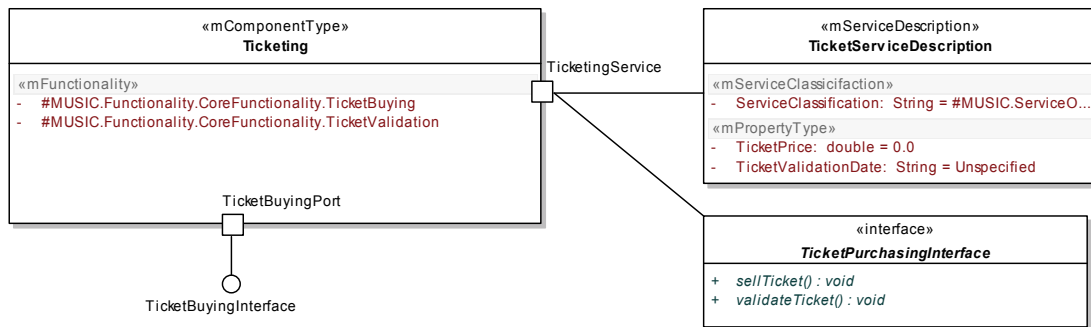 «mComponentType»
Ticketing
«mFunctionality»
- #MUSIC.Functionality.CoreFunctionality.TicketBuying
- #MUSIC.Functionality.CoreFunctionality.TicketValidation
TicketBuyingPort
TicketBuyingInterface
TicketingService
«mServiceDescription»
TicketServiceDescription
«mServiceClassicifaction»
- ServiceClassification: String = #MUSIC.ServiceO...
«mPropertyType»
- TicketPrice: double = 0.0
- TicketValidationDate: String = Unspecified
«interface»
TicketPurchasingInterface
+ sellTicket() : void
+ validateTicket() : void